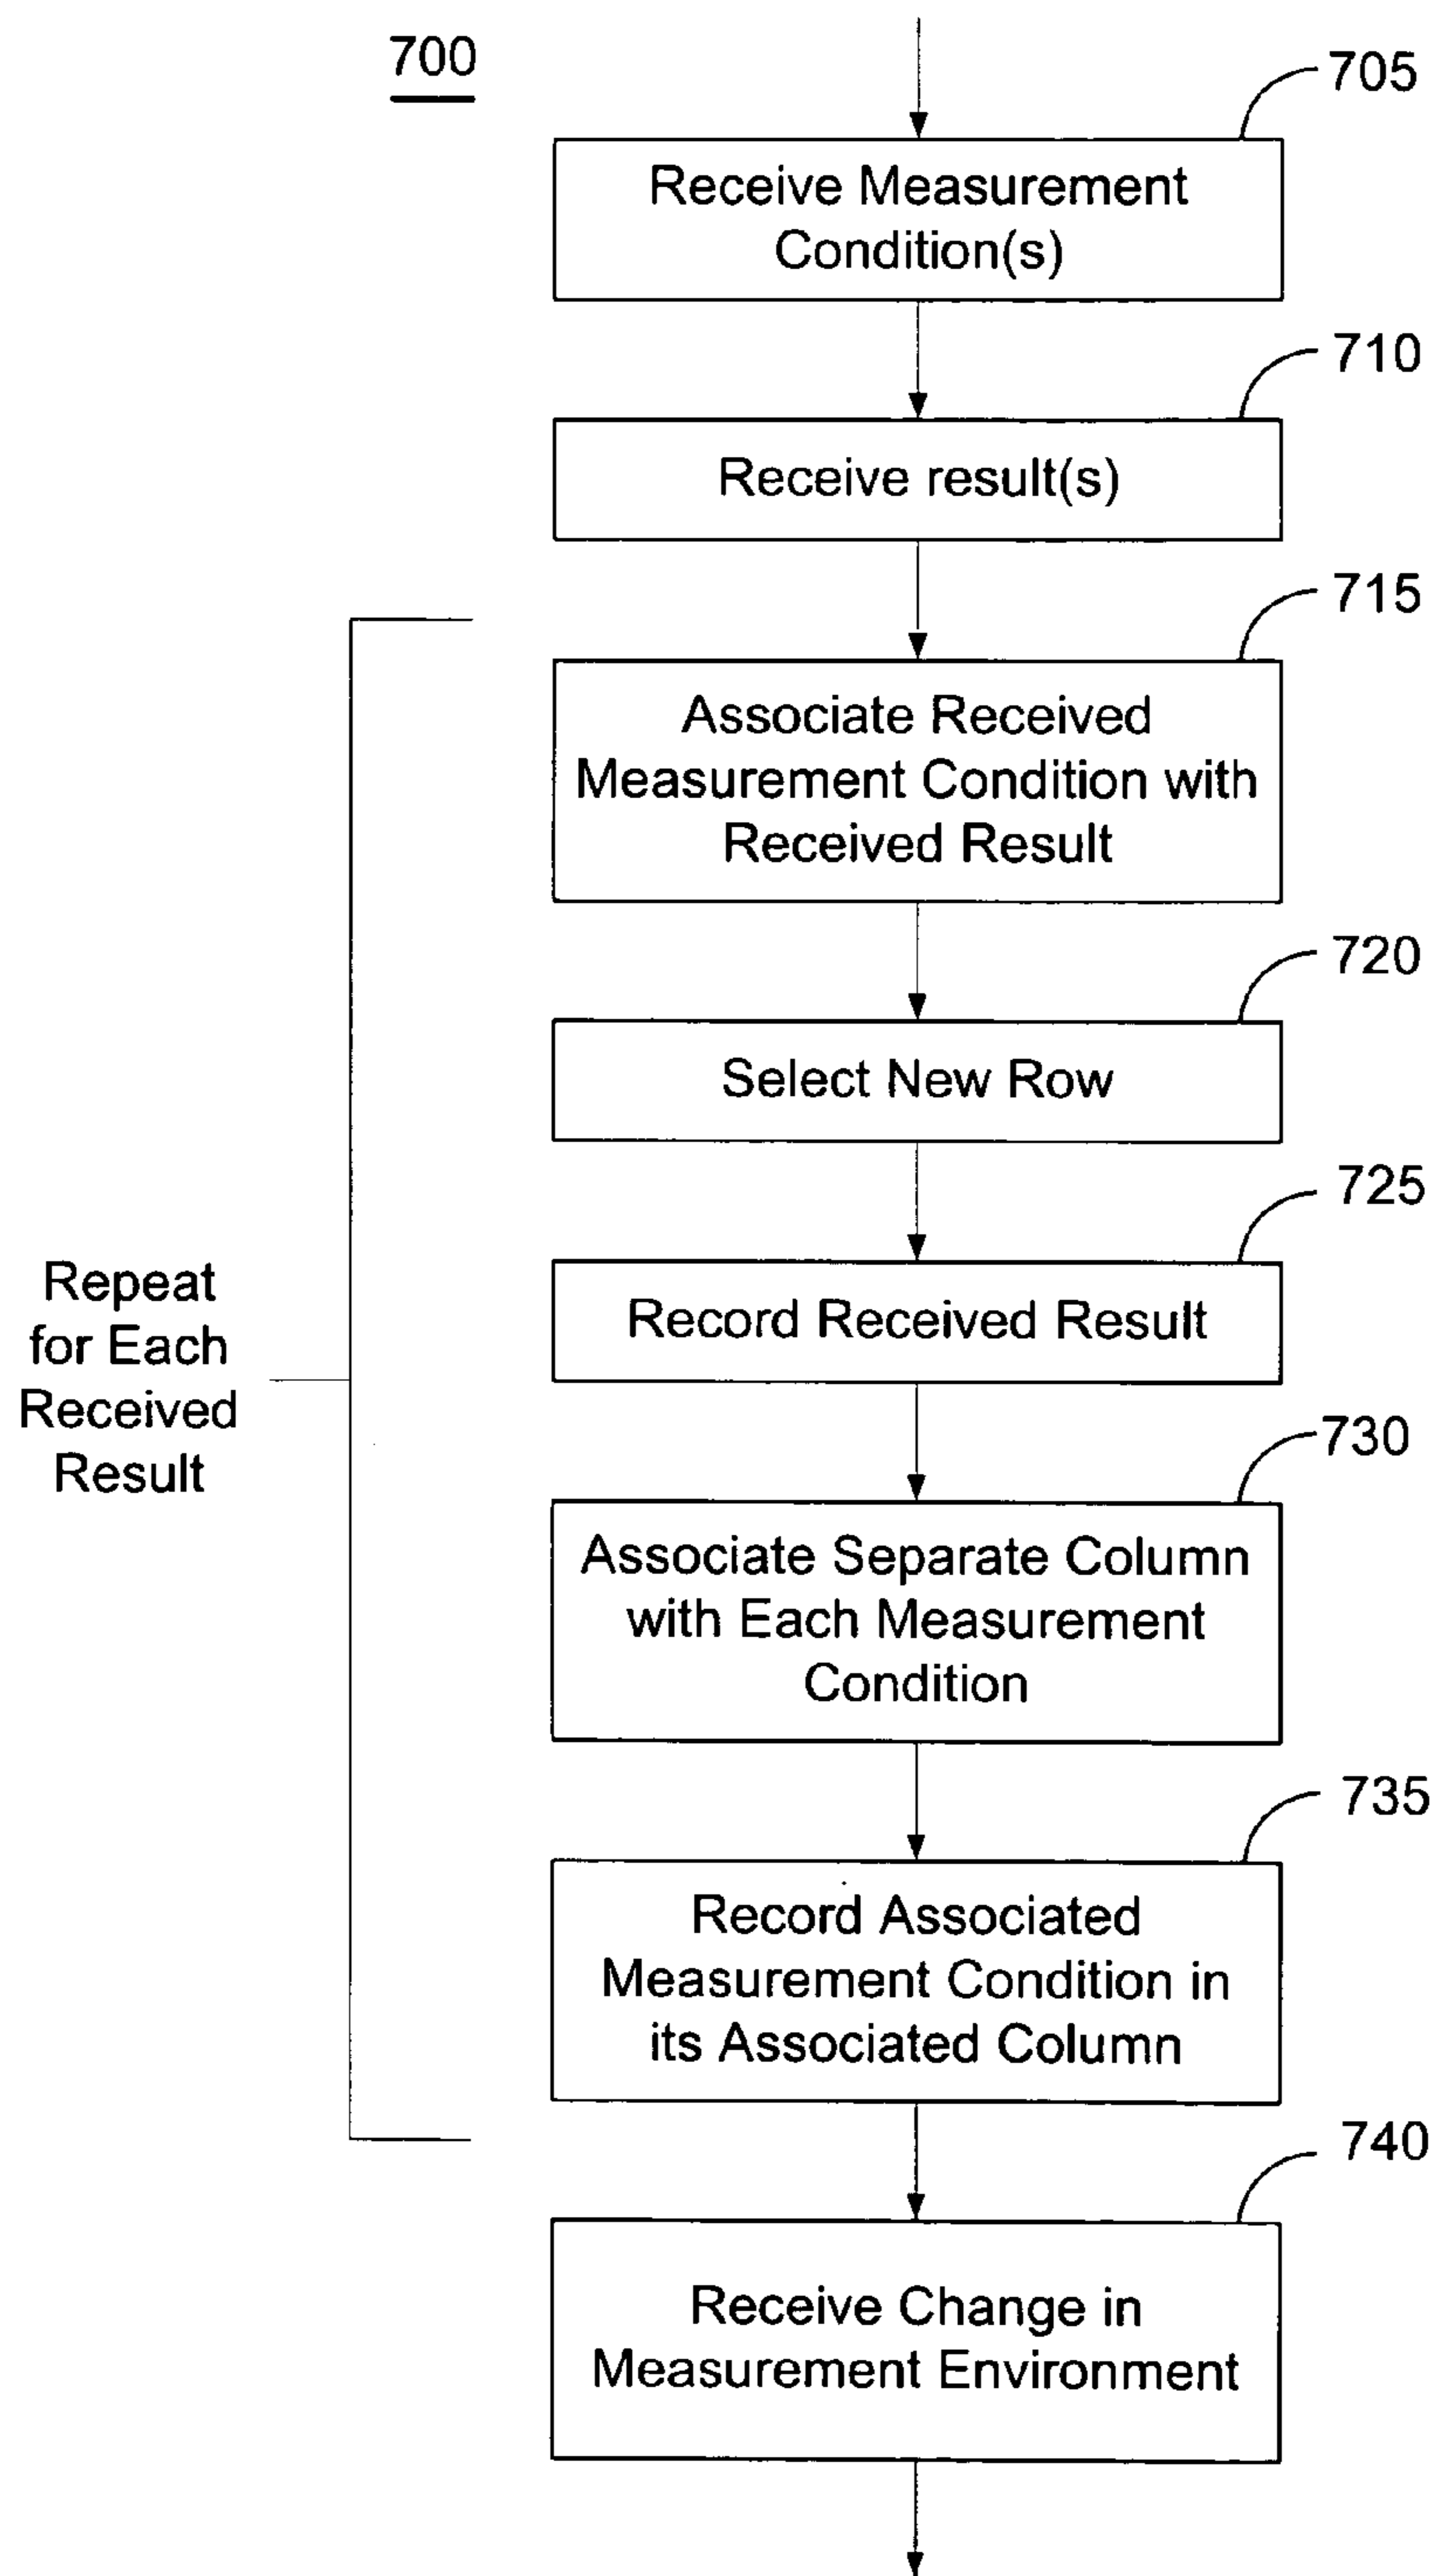 700
705
Receive Measurement
Condition(s)
710
Receive result(s)
715
Associate Received
Measurement Condition with
Received Result
720
Select New Row
725
Record Received Result
Repeat
for Each
Received
Result
730
Associate Separate Column
with Each Measurement
Condition
735
Record Associated
Measurement Condition in
its Associated Column
740
Receive Change in
Measurement Environment